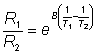 R₁/R₂ = e^(B(1/T₁ − 1/T₂))